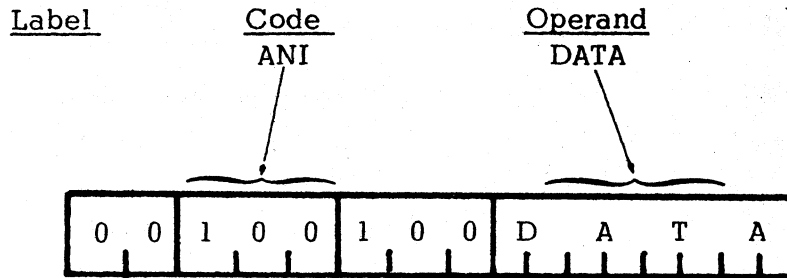 Label Code Operand
ANI DATA
0 0 1 0 0 1 0 0 D A T A